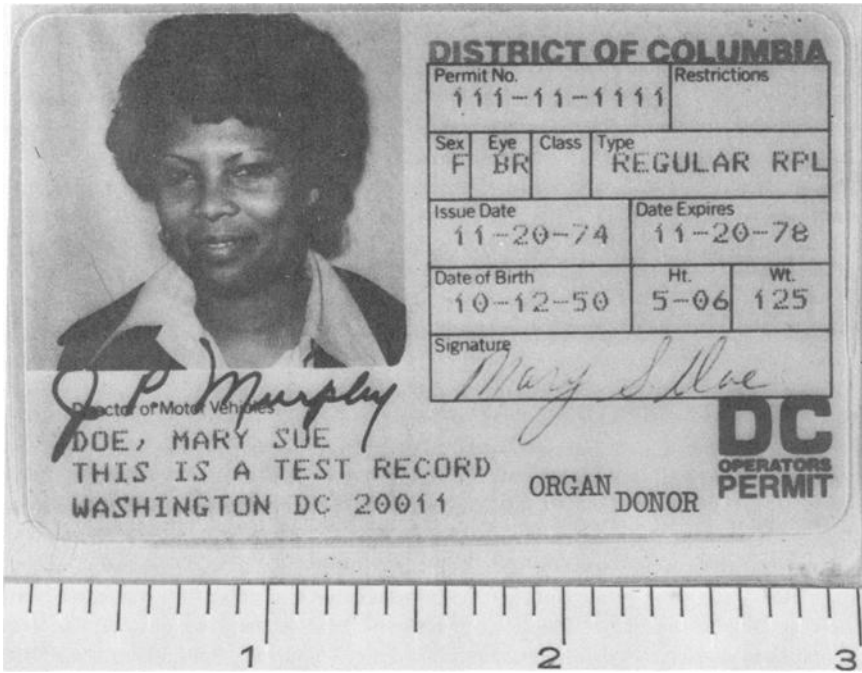 DISTRICT OF COLUMBIA
Permit No. Restrictions
111-11-1111
Sex Eye Class Type
F BR REGULAR RPL
Issue Date Date Expires
11-20-74 11-20-78
Date of Birth Ht. Wt.
10-12-50 5-06 125
Signature
Mary S Doe
J. P. Murphy
Director of Motor Vehicles
DOE, MARY SUE
THIS IS A TEST RECORD
WASHINGTON DC 20011
ORGAN DONOR
DC
OPERATORS
PERMIT
1 2 3